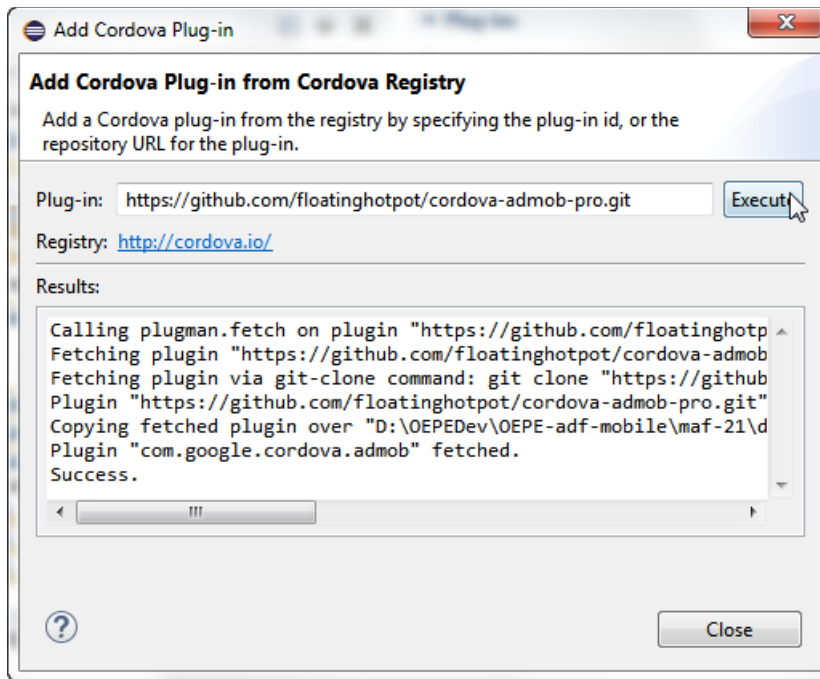 Add Cordova Plug-in
Plug-ins
Add Cordova Plug-in from Cordova Registry
Add a Cordova plug-in from the registry by specifying the plug-in id, or the
repository URL for the plug-in.
Plug-in: https://github.com/floatinghotpot/cordova-admob-pro.git Execute
Registry: http://cordova.io/
Results:
Calling plugman.fetch on plugin "https://github.com/floatinghotp
Fetching plugin "https://github.com/floatinghotpot/cordova-admob
Fetching plugin via git-clone command: git clone "https://github
Plugin "https://github.com/floatinghotpot/cordova-admob-pro.git"
Copying fetched plugin over "D:\OEPEDev\OEPE-adf-mobile\maf-21\d
Plugin "com.google.cordova.admob" fetched.
Success.
Close